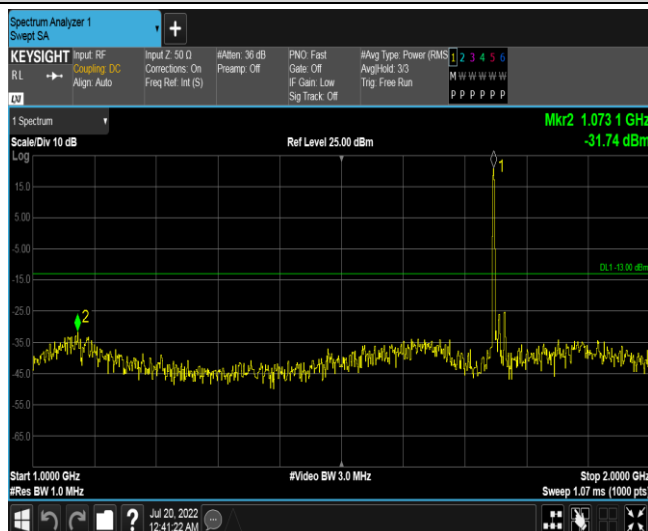 Spectrum Analyzer 1
Swept SA
+
KEYSIGHT Input: RF Input Z: 50 Ω #Atten: 36 dB PNO: Fast #Avg Type: Power (RMS 1 2 3 4 5 6
RL Coupling: DC Corrections: On Preamp: Off Gate: Off Avg|Hold: 3/3 M W W W W W
Align: Auto Freq Ref: Int (S) IF Gain: Low Trig: Free Run
Sig Track: Off P P P P P P
LXI
1 Spectrum
Mkr2 1.073 1 GHz
Scale/Div 10 dB Ref Level 25.00 dBm -31.74 dBm
Log
1
15.0
5.00
-5.00
DL1 -13.00 dBm
-15.0
-25.0
2
-35.0
-45.0
-55.0
-65.0
Start 1.0000 GHz #Video BW 3.0 MHz Stop 2.0000 GHz
#Res BW 1.0 MHz Sweep 1.07 ms (1000 pts)
? Jul 20, 2022
12:41:22 AM